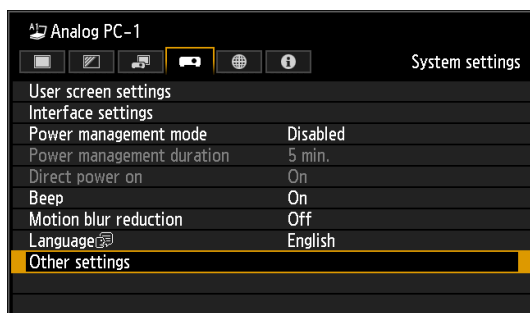 Analog PC-1
System settings
User screen settings
Interface settings
Power management mode Disabled
Power management duration 5 min.
Direct power on On
Beep On
Motion blur reduction Off
Language English
Other settings